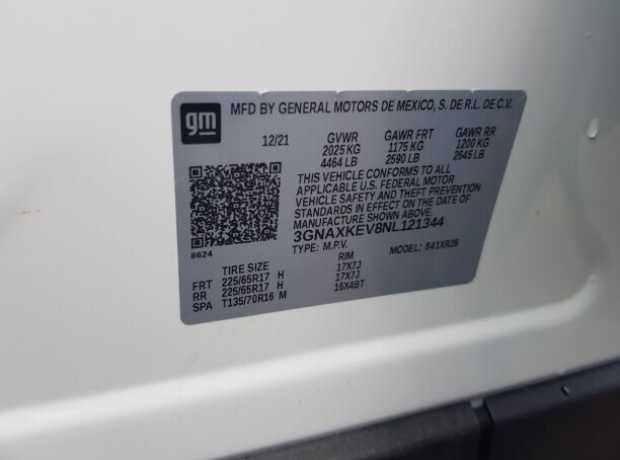 gm
MFD BY GENERAL MOTORS DE MEXICO, S. DE R.L. DE C.V.
12/21 GVWR GAWR FRT GAWR RR
2025 KG 1175 KG 1200 KG
4464 LB 2590 LB 2645 LB
THIS VEHICLE CONFORMS TO ALL
APPLICABLE U.S. FEDERAL MOTOR
VEHICLE SAFETY AND THEFT PREVENTION
STANDARDS IN EFFECT ON THE DATE OF
MANUFACTURE SHOWN ABOVE.
3GNAXKEV8NL121344
8624 TYPE: M.P.V. MODEL:
TIRE SIZE RIM
FRT 225/65R17 H 17X7J
RR 225/65R17 H 17X7J
SPA T135/70R16 M 16X4BT